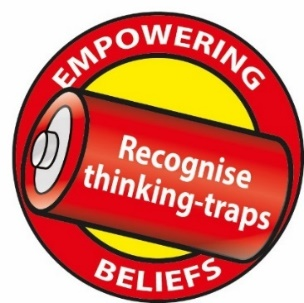 EMPOWERING
Recognise
thinking-traps
BELIEFS